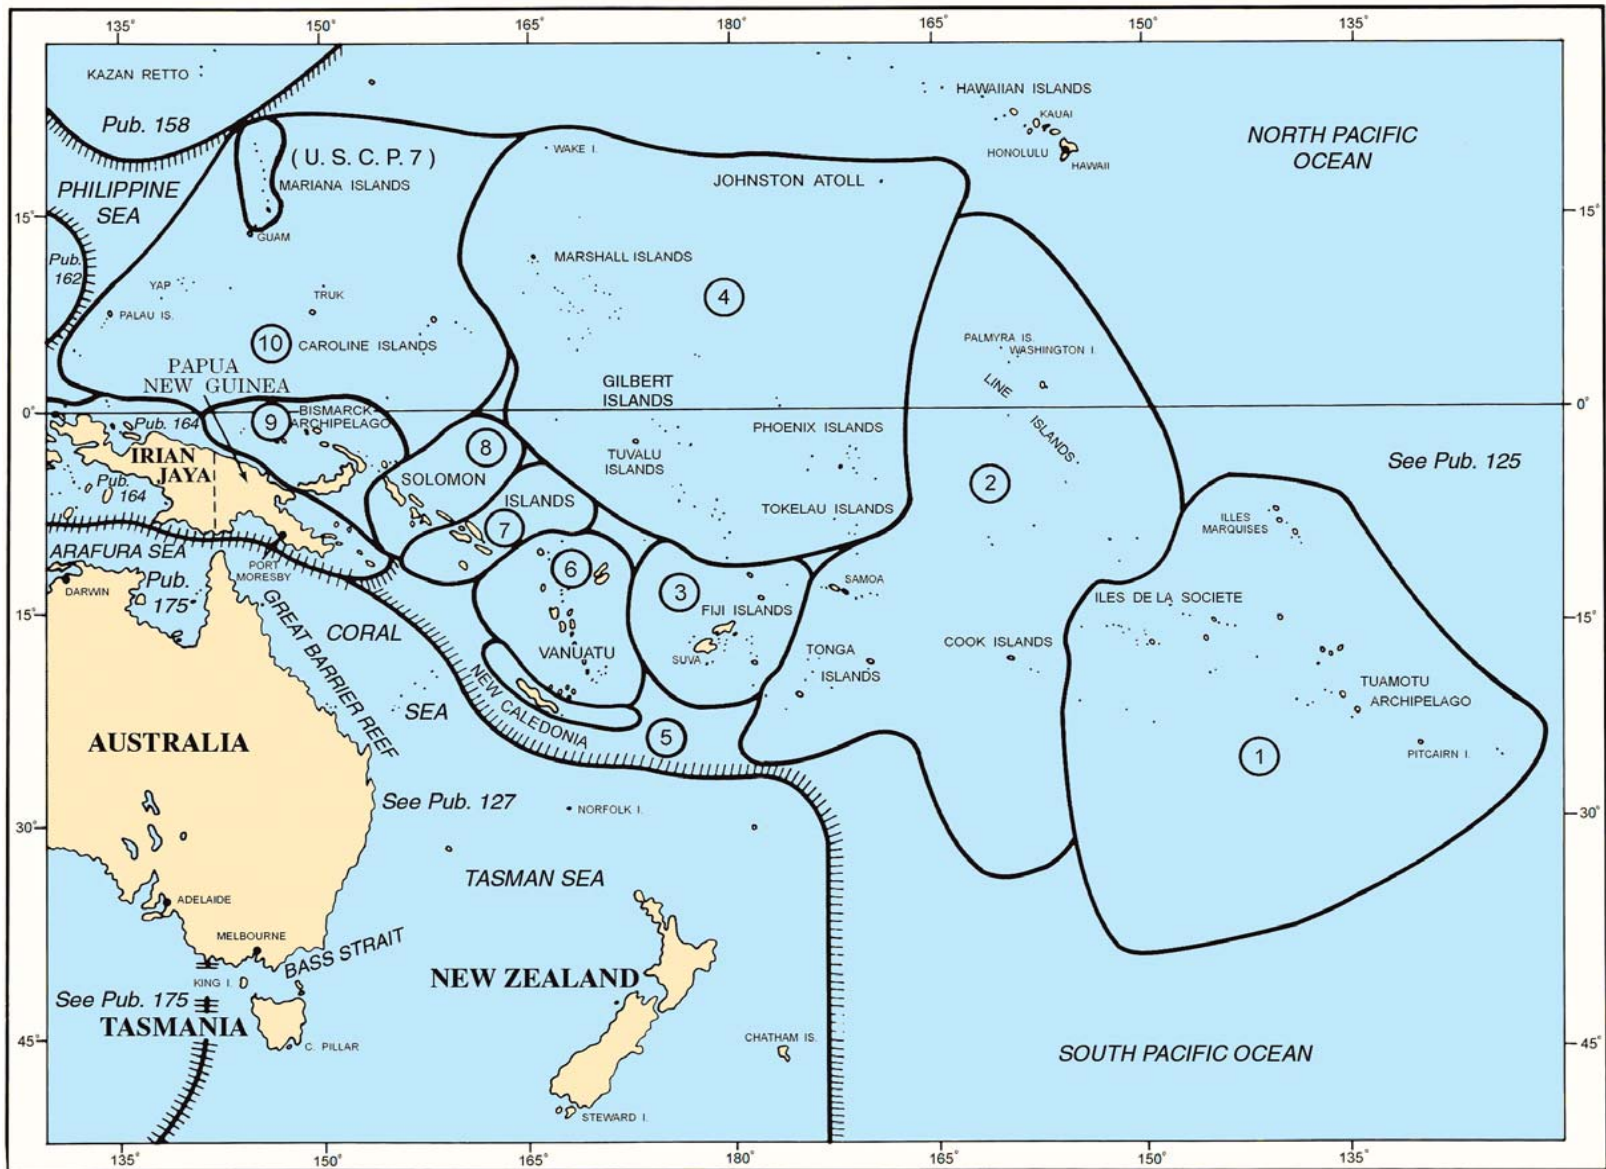 135°
150°
165°
180°
165°
150°
135°
KAZAN RETTO
Pub. 158
HAWAIIAN ISLANDS
KAUAI
HONOLULU
HAWAII
NORTH PACIFIC
OCEAN
(U.S.C.P. 7)
MARIANA ISLANDS
WAKE I.
JOHNSTON ATOLL
PHILIPPINE
SEA
15°
15°
GUAM
Pub.
162
MARSHALL ISLANDS
YAP
TRUK
PALAU IS.
4
10
CAROLINE ISLANDS
PALMYRA IS.
WASHINGTON I.
PAPUA
NEW GUINEA
GILBERT
ISLANDS
LINE
ISLANDS
0°
0°
Pub. 164
9
BISMARCK
ARCHIPELAGO
8
PHOENIX ISLANDS
IRIAN
JAYA
TUVALU
ISLANDS
See Pub. 125
Pub.
164
SOLOMON
ISLANDS
2
TOKELAU ISLANDS
7
ILLES
MARQUISES
ARAFURA SEA
PORT
MORESBY
DARWIN
Pub.
175
6
3
SAMOA
FIJI ISLANDS
ILES DE LA SOCIETE
15°
15°
GREAT BARRIER REEF
CORAL
SEA
VANUATU
SUVA
TONGA
ISLANDS
COOK ISLANDS
NEW
CALEDONIA
TUAMOTU
ARCHIPELAGO
AUSTRALIA
5
1
PITCAIRN I.
See Pub. 127
NORFOLK I.
30°
30°
TASMAN SEA
ADELAIDE
MELBOURNE
BASS STRAIT
KING I.
NEW ZEALAND
See Pub. 175
TASMANIA
C. PILLAR
CHATHAM IS.
45°
45°
SOUTH PACIFIC OCEAN
STEWARD I.
135°
150°
165°
180°
165°
150°
135°